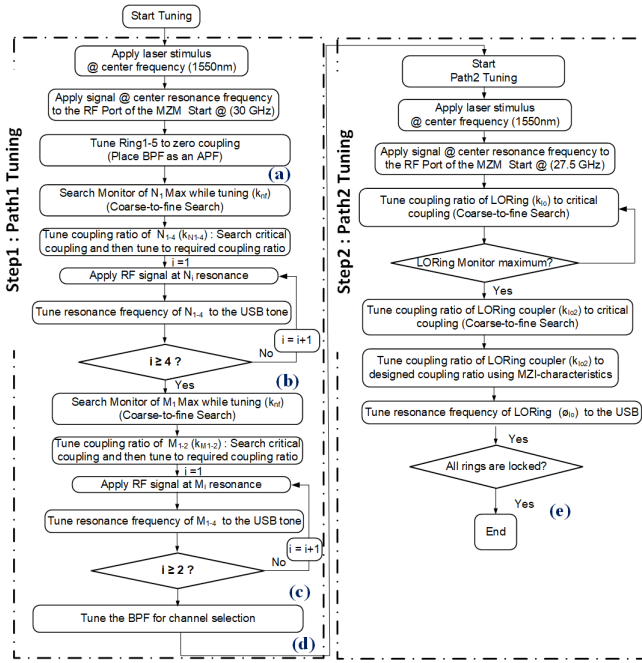 Start Tuning
Step1 : Path1 Tuning
Apply laser stimulus
@ center frequency (1550nm)
Apply signal @ center resonance frequency
to the RF Port of the MZM Start @ (30 GHz)
Tune Ring1-5 to zero coupling
(Place BPF as an APF)
(a)
Search Monitor of N1 Max while tuning (knf)
(Coarse-to-fine Search)
Tune coupling ratio of N1-4 (kN1-4) : Search critical
coupling and then tune to required coupling ratio
i =1
Apply RF signal at Ni resonance
Tune resonance frequency of N1-4 to the USB tone
i = i+1
i ≥ 4 ?
No
(b)
Yes
Search Monitor of M1 Max while tuning (knf)
(Coarse-to-fine Search)
Tune coupling ratio of M1-2 (kM1-2) : Search critical
coupling and then tune to required coupling ratio
i =1
Apply RF signal at Mi resonance
Tune resonance frequency of M1-4 to the USB tone
i = i+1
i ≥ 2 ?
No
(c)
Tune the BPF for channel selection
(d)
Step2 : Path2 Tuning
Start
Path2 Tuning
Apply laser stimulus
@ center frequency (1550nm)
Apply signal @ center resonance frequency to
the RF Port of the MZM Start @ (27.5 GHz)
Tune coupling ratio of LORing (klo) to critical
coupling (Coarse-to-fine Search)
LORing Monitor maximum?
Yes
Tune coupling ratio of LORing coupler (klo2) to critical
coupling (Coarse-to-fine Search)
Tune coupling ratio of LORing coupler (klo2) to
designed coupling ratio using MZI-characteristics
Tune resonance frequency of LORing (ølo) to the USB
Yes
All rings are locked?
Yes
(e)
End